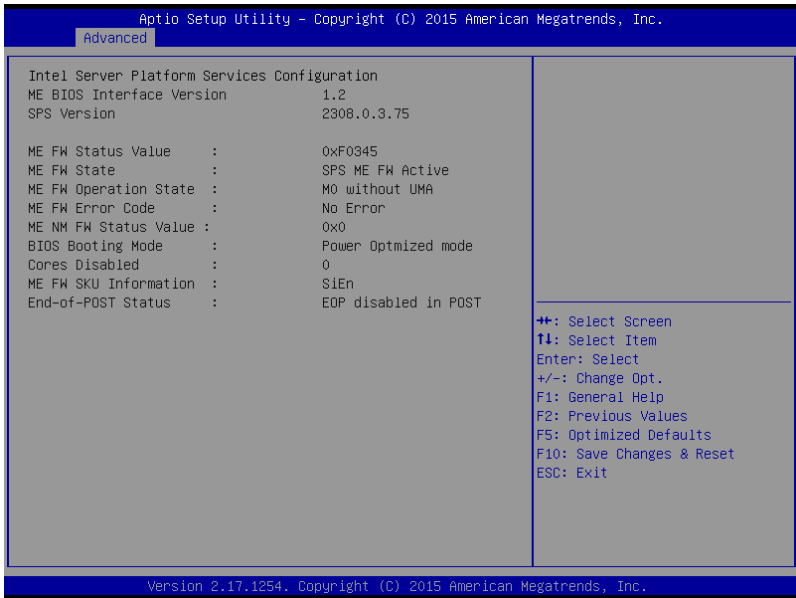 Aptio Setup Utility – Copyright (C) 2015 American Megatrends, Inc.
Advanced
Intel Server Platform Services Configuration
ME BIOS Interface Version 1.2
SPS Version 2308.0.3.75
ME FW Status Value : 0xF0345
ME FW State : SPS ME FW Active
ME FW Operation State : M0 without UMA
ME FW Error Code : No Error
ME NM FW Status Value : 0x0
BIOS Booting Mode : Power Optmized mode
Cores Disabled : 0
ME FW SKU Information : SiEn
End-of-POST Status : EOP disabled in POST
→←: Select Screen
↑↓: Select Item
Enter: Select
+/-: Change Opt.
F1: General Help
F2: Previous Values
F5: Optimized Defaults
F10: Save Changes & Reset
ESC: Exit
Version 2.17.1254. Copyright (C) 2015 American Megatrends, Inc.